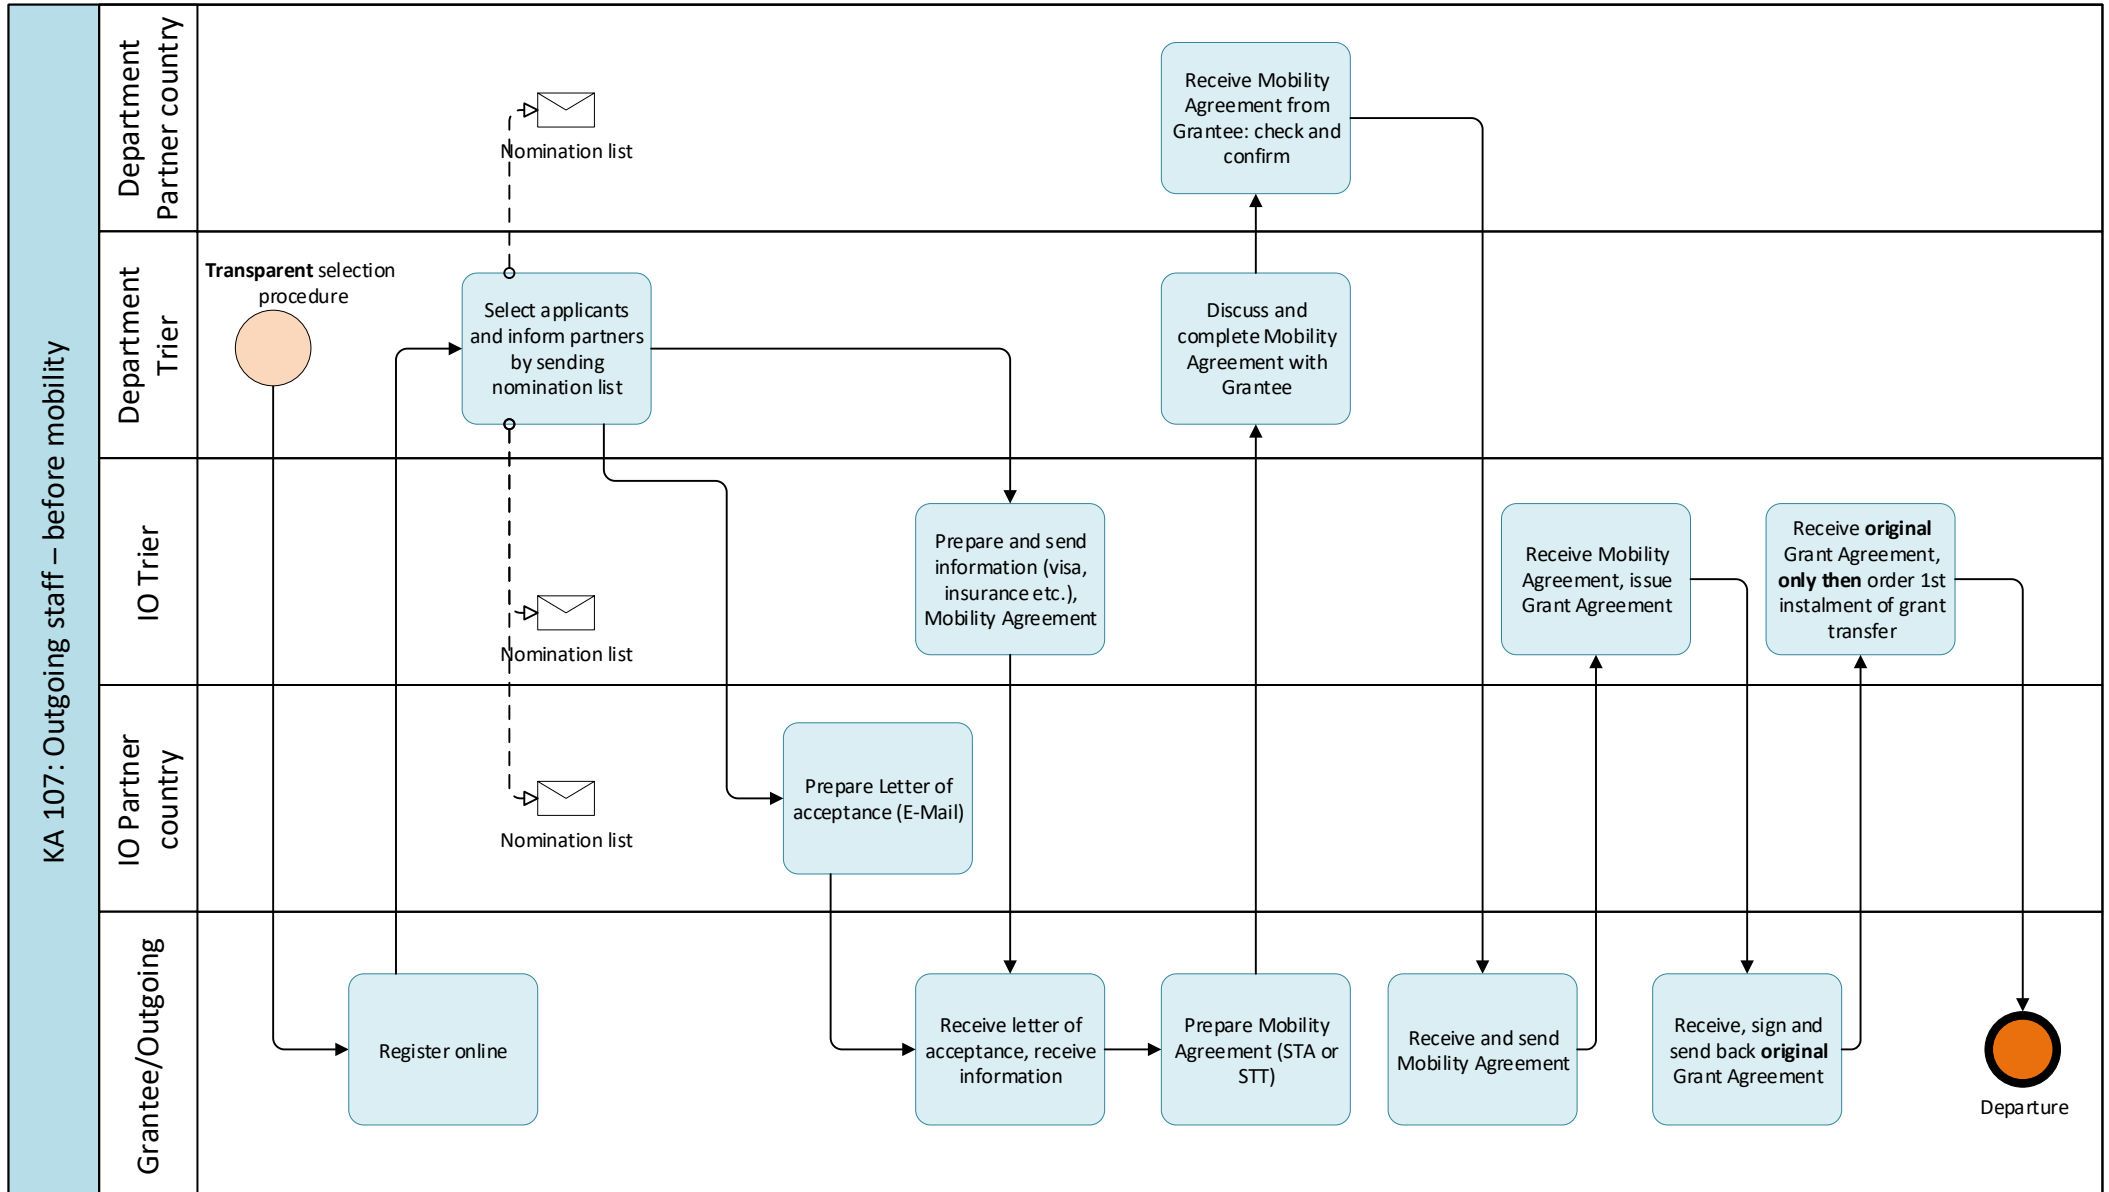 KA 107: Outgoing staff – before mobility
Department
Partner country
Nomination list
Receive Mobility
Agreement from
Grantee: check and
confirm
Department
Trier
Transparent selection
procedure
Select applicants
and inform partners
by sending
nomination list
Discuss and
complete Mobility
Agreement with
Grantee
IO Trier
Nomination list
Prepare and send
information (visa,
insurance etc.),
Mobility Agreement
Receive Mobility
Agreement, issue
Grant Agreement
Receive original
Grant Agreement,
only then order 1st
instalment of grant
transfer
IO Partner
country
Nomination list
Prepare Letter of
acceptance (E-Mail)
Grantee/Outgoing
Register online
Receive letter of
acceptance, receive
information
Prepare Mobility
Agreement (STA or
STT)
Receive and send
Mobility Agreement
Receive, sign and
send back original
Grant Agreement
Departure